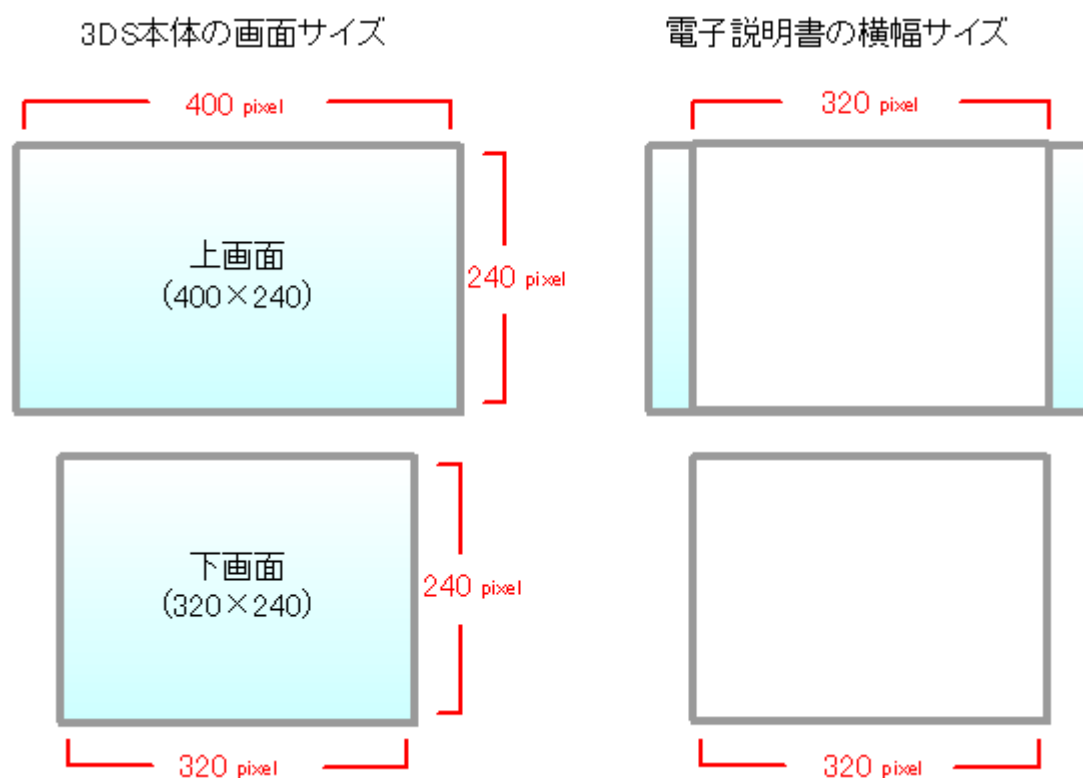 3DS本体の画面サイズ
電子説明書の横幅サイズ
400 pixel
320 pixel
上画面
(400×240)
240 pixel
下画面
(320×240)
240 pixel
320 pixel
320 pixel